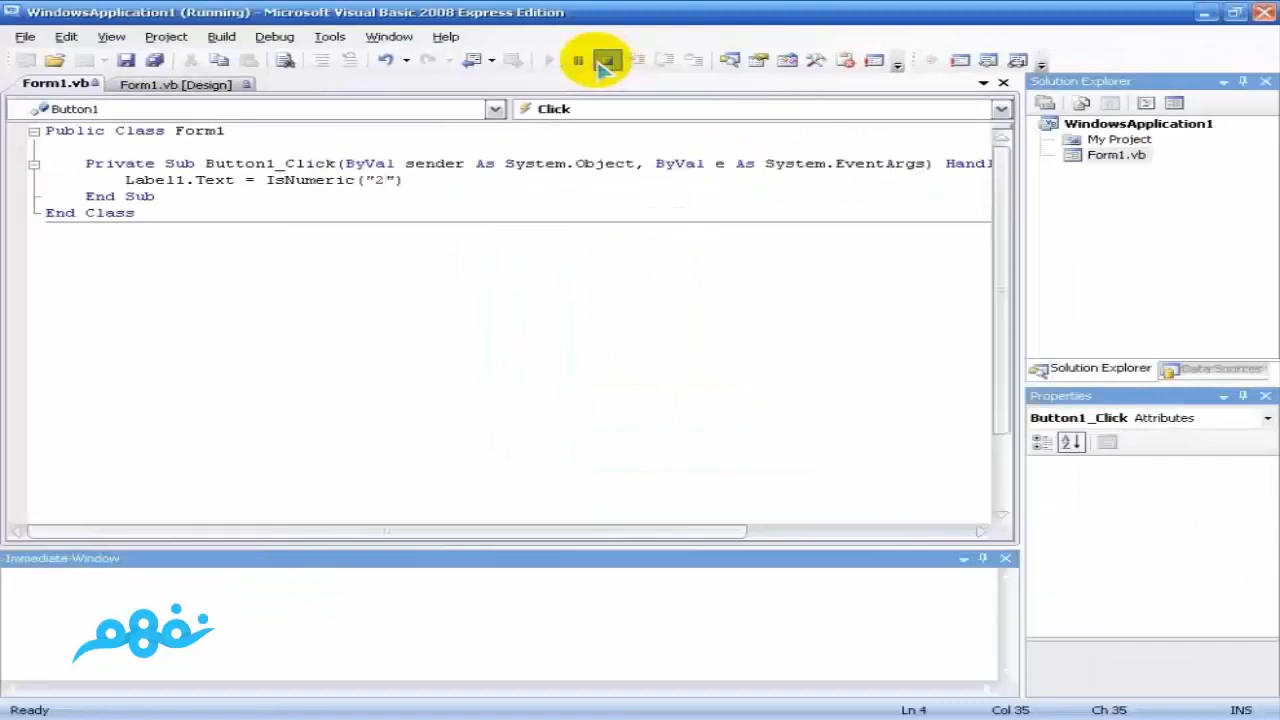 WindowsApplication1 (Running) - Microsoft Visual Basic 2008 Express Edition
File Edit View Project Build Debug Tools Window Help
Form1.vb Form1.vb [Design]
Solution Explorer
Button1 Click
WindowsApplication1
My Project
Form1.vb
Public Class Form1
Private Sub Button1_Click(ByVal sender As System.Object, ByVal e As System.EventArgs) Handl
Label1.Text = IsNumeric("2")
End Sub
End Class
Solution Explorer Data Sources
Properties
Button1_Click Attributes
Immediate Window
نفهم
Ready Ln 4 Col 35 Ch 35 INS